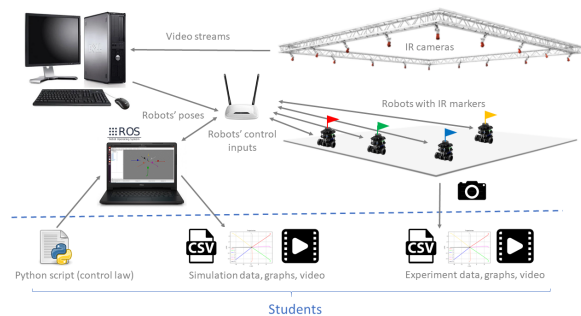 Video streams
IR cameras
Robots' poses
Robots' control
inputs
Robots with IR markers
ROS
CSV
CSV
Python script (control law)
Simulation data, graphs, video
Experiment data, graphs, video
Students